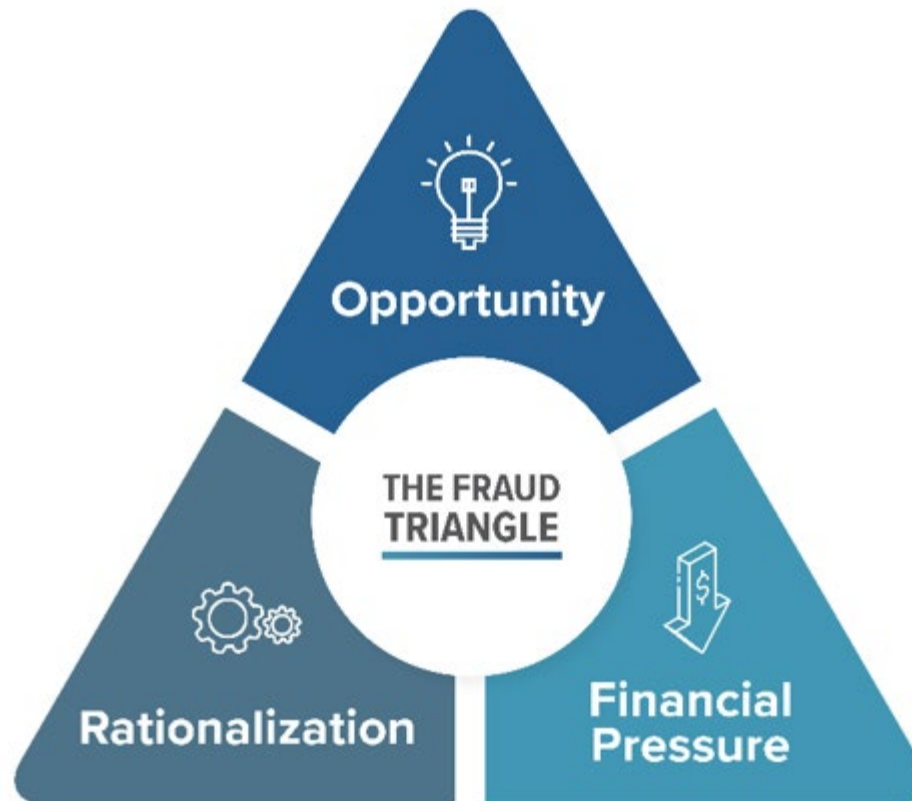 Opportunity
THE FRAUD
TRIANGLE
$
Rationalization
Financial
Pressure